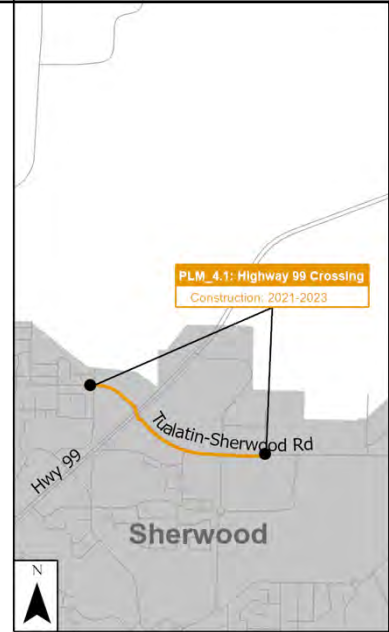 PLM_4.1: Highway 99 Crossing
Construction: 2021-2023
Tualatin-Sherwood Rd
Hwy 99
Sherwood
N